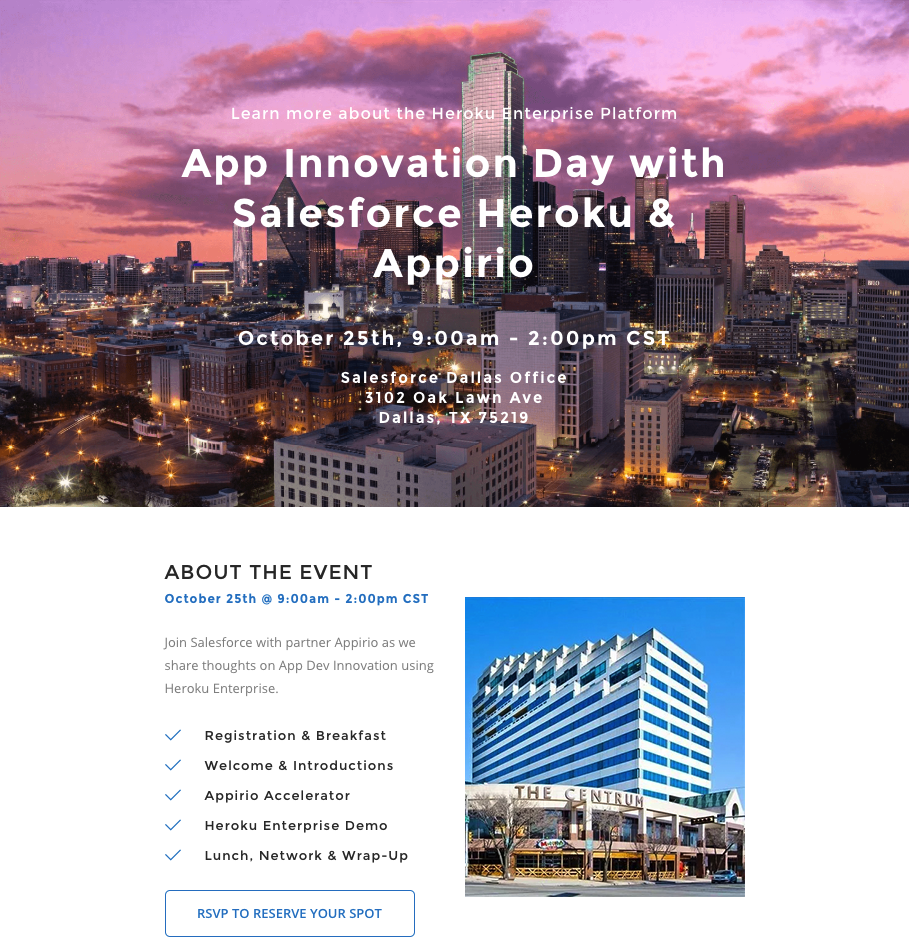 Learn more about the Heroku Enterprise Platform
App Innovation Day with
Salesforce Heroku &
Appirio
October 25th, 9:00am - 2:00pm CST
Salesforce Dallas Office
3102 Oak Lawn Ave
Dallas, TX 75219
ABOUT THE EVENT
October 25th @ 9:00am - 2:00pm CST
Join Salesforce with partner Appirio as we
share thoughts on App Dev Innovation using
Heroku Enterprise.
Registration & Breakfast
Welcome & Introductions
Appirio Accelerator
Heroku Enterprise Demo
Lunch, Network & Wrap-Up
THE CENTRUM
RSVP TO RESERVE YOUR SPOT